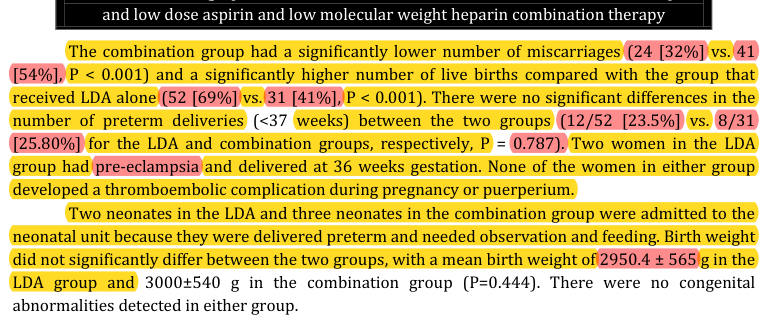 and low dose aspirin and low molecular weight heparin combination therapy
The combination group had a significantly lower number of miscarriages (24 [32%] vs. 41
[54%], P < 0.001) and a significantly higher number of live births compared with the group that
received LDA alone (52 [69%] vs. 31 [41%], P < 0.001). There were no significant differences in the
number of preterm deliveries (<37 weeks) between the two groups (12/52 [23.5%] vs. 8/31
[25.80%] for the LDA and combination groups, respectively, P = 0.787). Two women in the LDA
group had pre-eclampsia and delivered at 36 weeks gestation. None of the women in either group
developed a thromboembolic complication during pregnancy or puerperium.
Two neonates in the LDA and three neonates in the combination group were admitted to the
neonatal unit because they were delivered preterm and needed observation and feeding. Birth weight
did not significantly differ between the two groups, with a mean birth weight of 2950.4 ± 565 g in the
LDA group and 3000±540 g in the combination group (P=0.444). There were no congenital
abnormalities detected in either group.